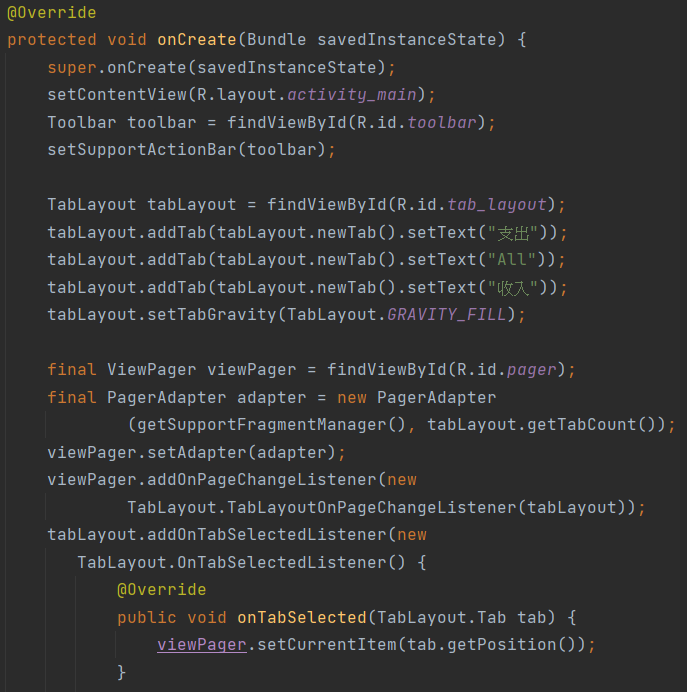 @Override
protected void onCreate(Bundle savedInstanceState) {
super.onCreate(savedInstanceState);
setContentView(R.layout.activity_main);
Toolbar toolbar = findViewById(R.id.toolbar);
setSupportActionBar(toolbar);
TabLayout tabLayout = findViewById(R.id.tab_layout);
tabLayout.addTab(tabLayout.newTab().setText("支出"));
tabLayout.addTab(tabLayout.newTab().setText("All"));
tabLayout.addTab(tabLayout.newTab().setText("收入"));
tabLayout.setTabGravity(TabLayout.GRAVITY_FILL);
final ViewPager viewPager = findViewById(R.id.pager);
final PagerAdapter adapter = new PagerAdapter
(getSupportFragmentManager(), tabLayout.getTabCount());
viewPager.setAdapter(adapter);
viewPager.addOnPageChangeListener(new
TabLayout.TabLayoutOnPageChangeListener(tabLayout));
tabLayout.addOnTabSelectedListener(new
TabLayout.OnTabSelectedListener() {
@Override
public void onTabSelected(TabLayout.Tab tab) {
viewPager.setCurrentItem(tab.getPosition());
}